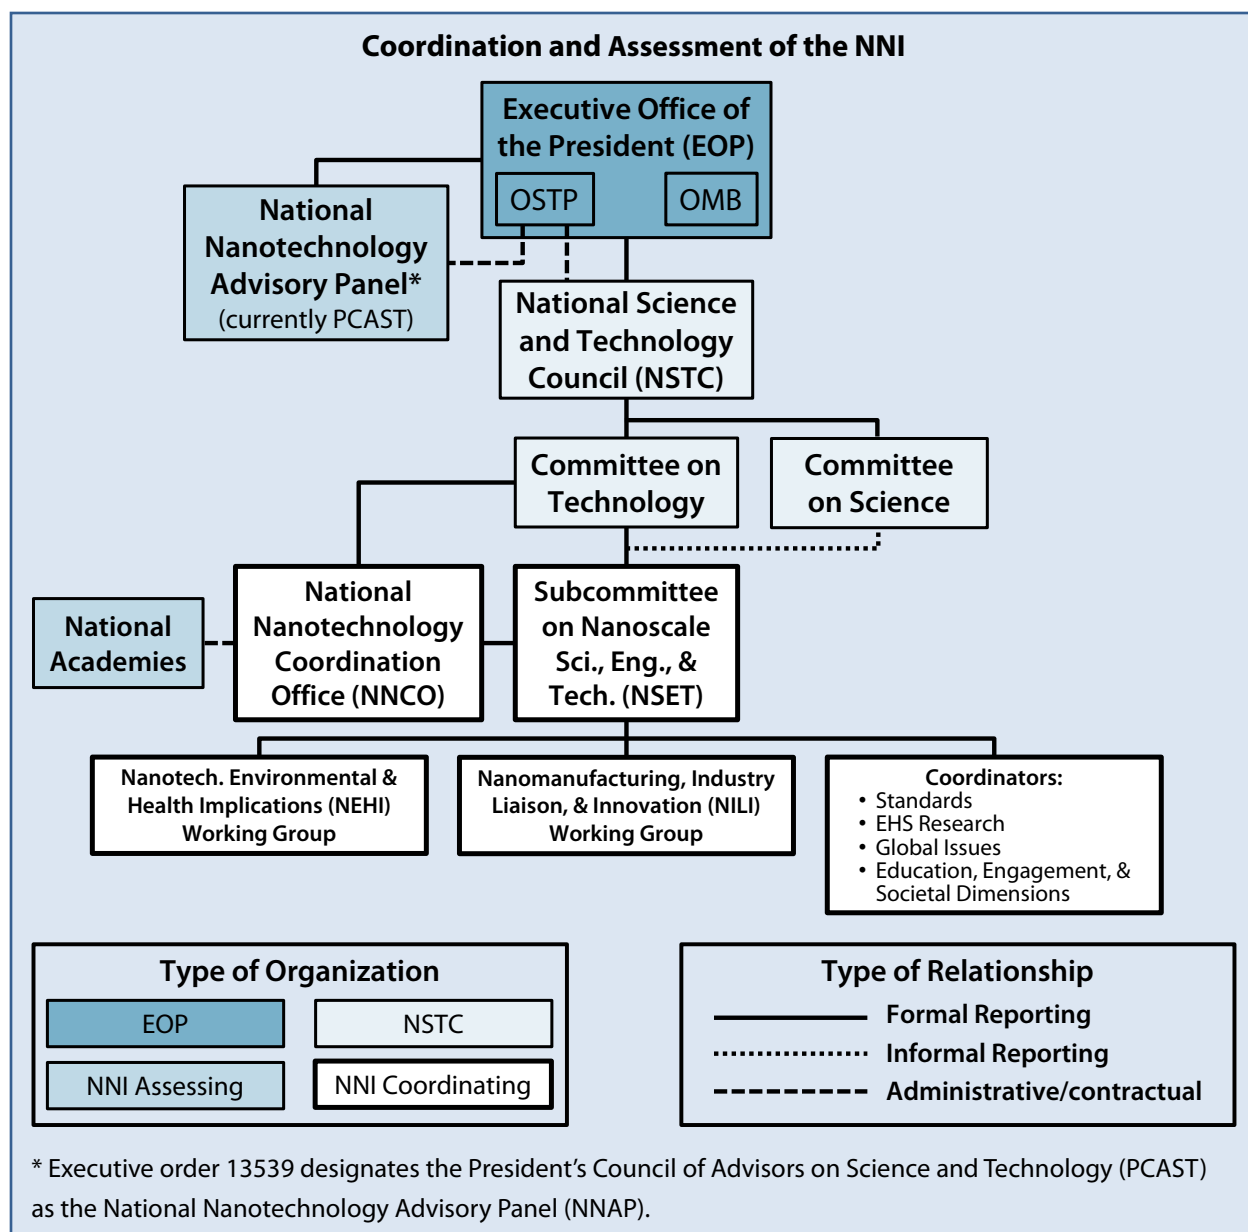 Coordination and Assessment of the NNI
Executive Office of
the President (EOP)
OSTP
OMB
National
Nanotechnology
Advisory Panel*
(currently PCAST)
National Science
and Technology
Council (NSTC)
Committee on
Technology
Committee
on Science
National
Academies
National
Nanotechnology
Coordination
Office (NNCO)
Subcommittee
on Nanoscale
Sci., Eng., &
Tech. (NSET)
Nanotech. Environmental &
Health Implications (NEHI)
Working Group
Nanomanufacturing, Industry
Liaison, & Innovation (NILI)
Working Group
Coordinators:
• Standards
• EHS Research
• Global Issues
• Education, Engagement, &
Societal Dimensions
Type of Organization
EOP
NSTC
NNI Assessing
NNI Coordinating
Type of Relationship
Formal Reporting
Informal Reporting
Administrative/contractual
* Executive order 13539 designates the President’s Council of Advisors on Science and Technology (PCAST)
as the National Nanotechnology Advisory Panel (NNAP).